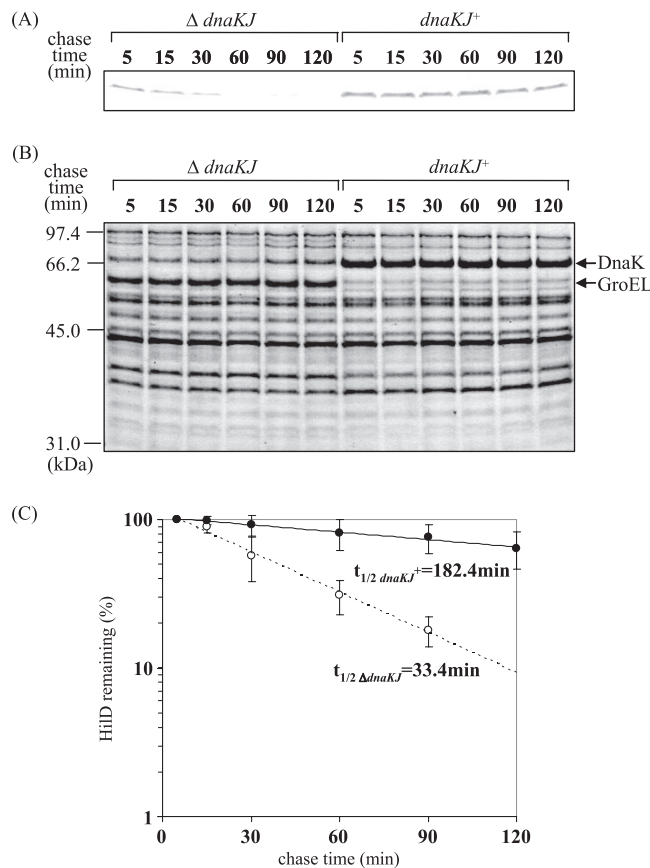 (A)
Δ dnaKJ
dnaKJ+
chase time (min)
5 15 30 60 90 120 5 15 30 60 90 120
(B)
Δ dnaKJ
dnaKJ+
chase time (min)
5 15 30 60 90 120 5 15 30 60 90 120
97.4
66.2
DnaK
GroEL
45.0
31.0
(kDa)
(C)
HilD remaining (%)
100
t1/2 dnaKJ+=182.4min
10
t1/2 ΔdnaKJ=33.4min
1
0 30 60 90 120
chase time (min)